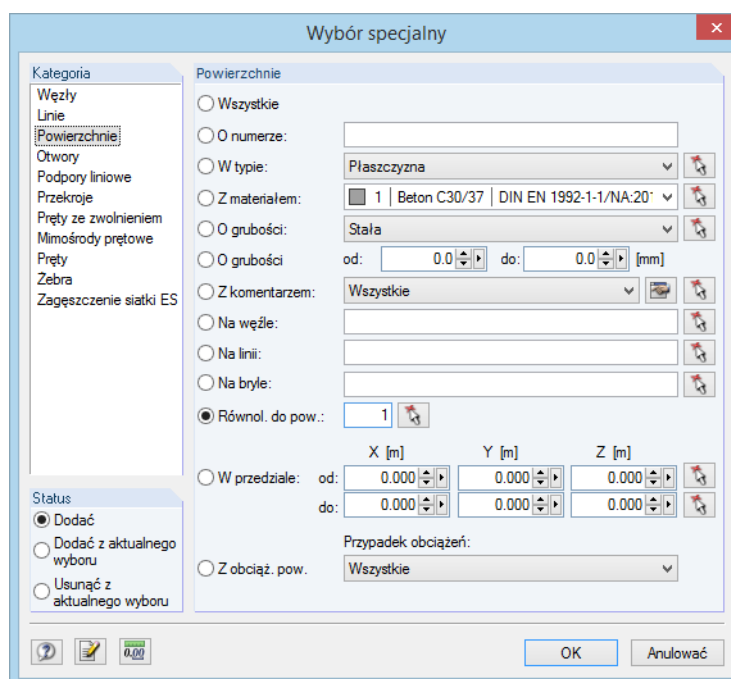 Wybór specjalny
Kategoria
Węzły
Linie
Powierzchnie
Otwory
Podpory liniowe
Przekroje
Pręty ze zwolnieniem
Mimośrody prętowe
Pręty
Żebra
Zagęszczenie siatki ES
Status
Dodać
Dodać z aktualnego
wyboru
Usunąć z
aktualnego wyboru
Powierzchnie
Wszystkie
O numerze:
W typie: Płaszczyzna
Z materiałem: 1 | Beton C30/37 | DIN EN 1992-1-1/NA:201
O grubości: Stała
O grubości od: 0.0 do: 0.0 [mm]
Z komentarzem: Wszystkie
Na węźle:
Na linii:
Na bryle:
Równol. do pow.: 1
X [m] Y [m] Z [m]
W przedziale: od: 0.000 0.000 0.000
do: 0.000 0.000 0.000
Przypadek obciążeń:
Z obciąż. pow. Wszystkie
0.00
OK Anulować